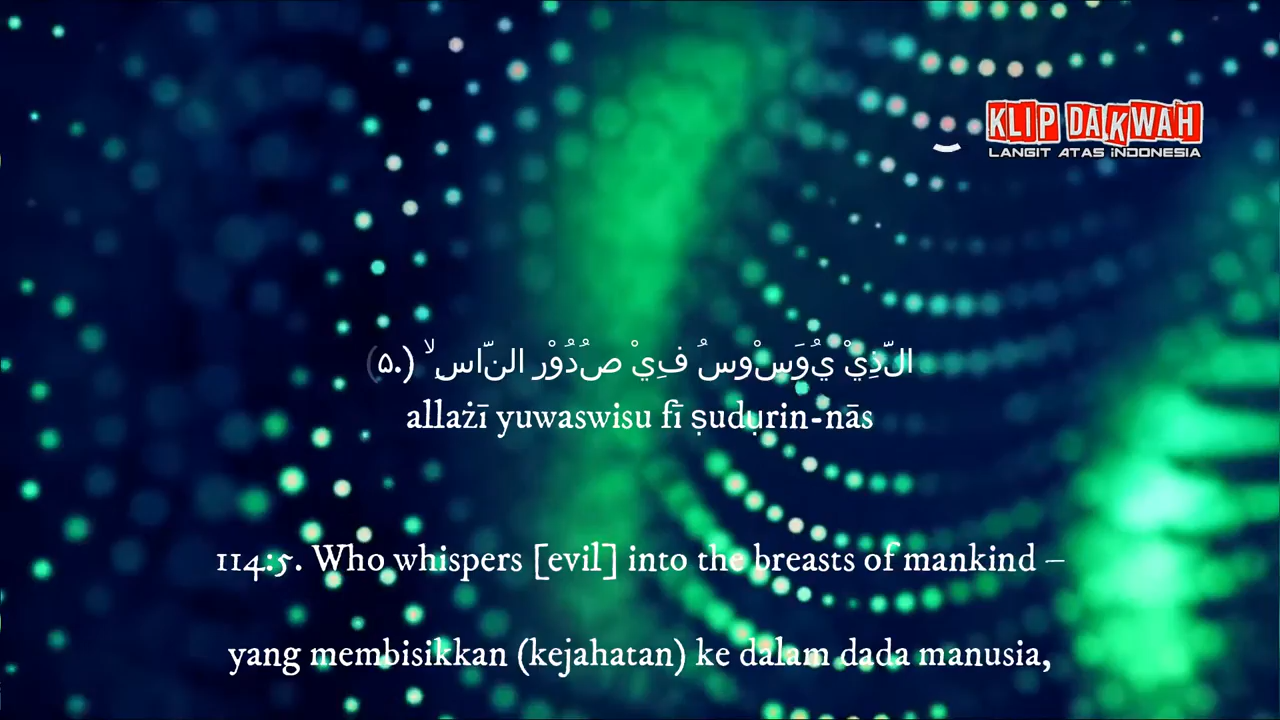 KLIP DAKWAH
LANGIT ATAS INDONESIA
الَّذِيْ يُوَسْوِسُ فِيْ صُدُوْرِ النَّاسِۙ (٥.)
allażī yuwaswisu fī ṣudụrin-nās
114:5. Who whispers [evil] into the breasts of mankind –
yang membisikkan (kejahatan) ke dalam dada manusia,